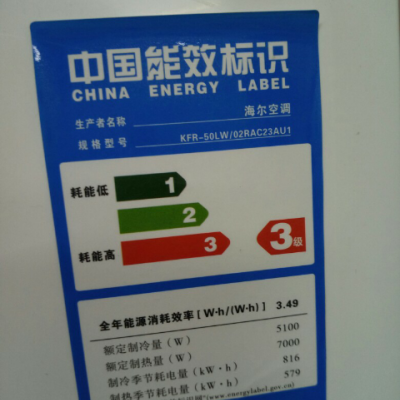 中国能效标识
CHINA ENERGY LABEL
生产者名称 海尔空调
规格型号 KFR-50LW/02RAC23AU1
耗能低 1
2
耗能高 3 3级
全年能源消耗效率[W·h/(W·h)] 3.49
额定制冷量(W) 5100
额定制热量(W) 7000
制冷季节耗电量(kW·h) 816
制热季节耗电量(kW·h) 579
(www.energylabel.gov.cn)